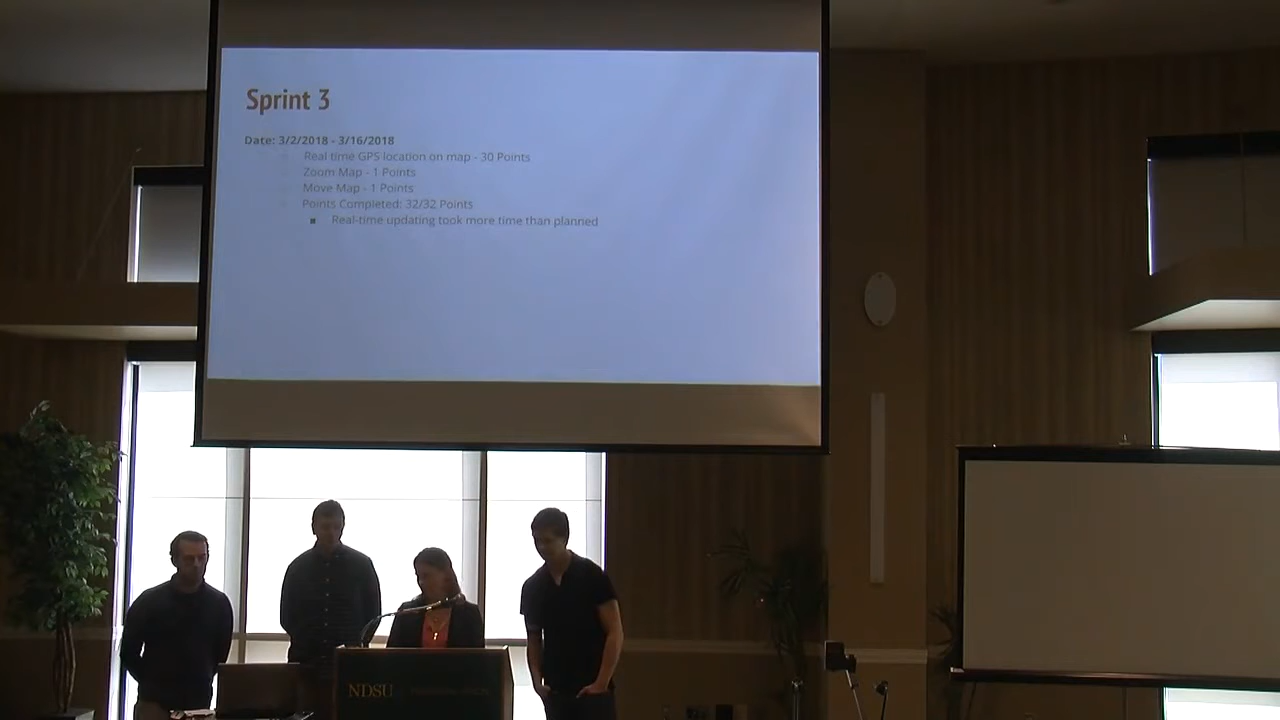 Sprint 3
Date: 3/2/2018 - 3/16/2018
Real time GPS location on map - 30 Points
Zoom Map - 1 Points
Move Map - 1 Points
Points Completed: 32/32 Points
Real-time updating took more time than planned
NDSU